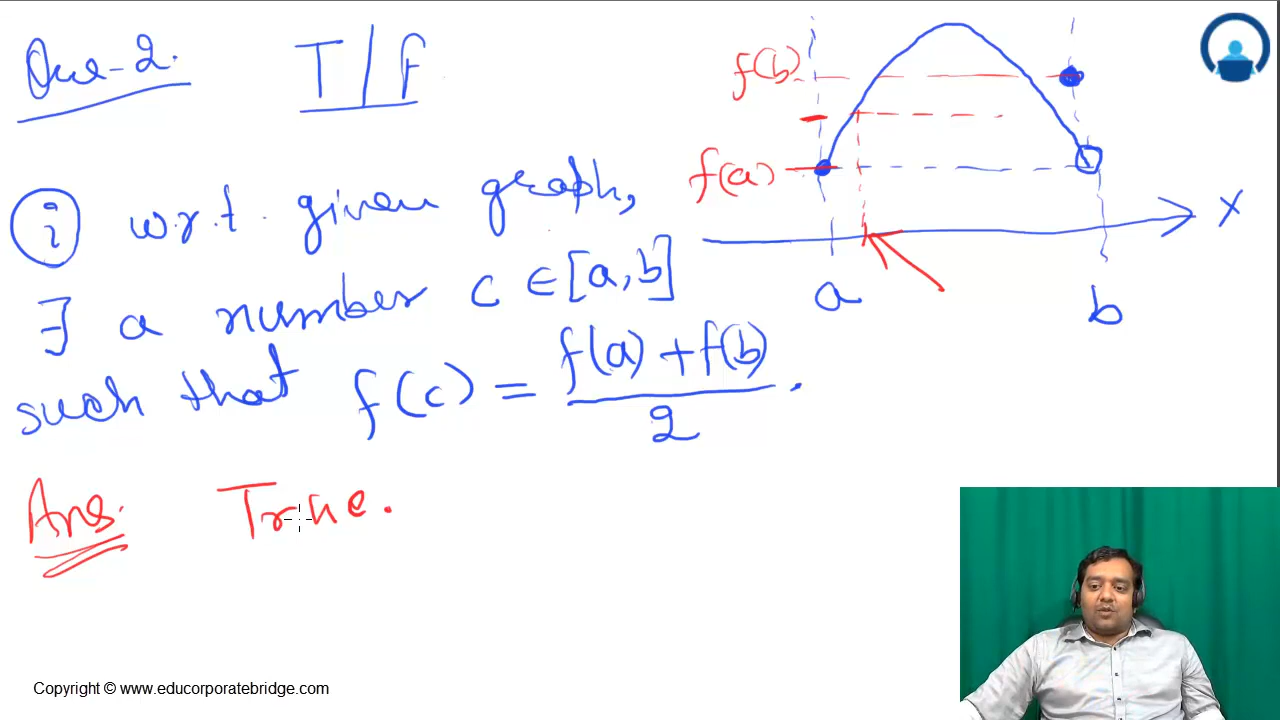 Que-2. T/F
i w.r.t. given graph,
∃ a number c ∈ [a, b]
such that f(c) = f(a) + f(b) / 2 .
Ans. True.
f(b)
f(a)
a
b
X
Copyright © www.educorporatebridge.com